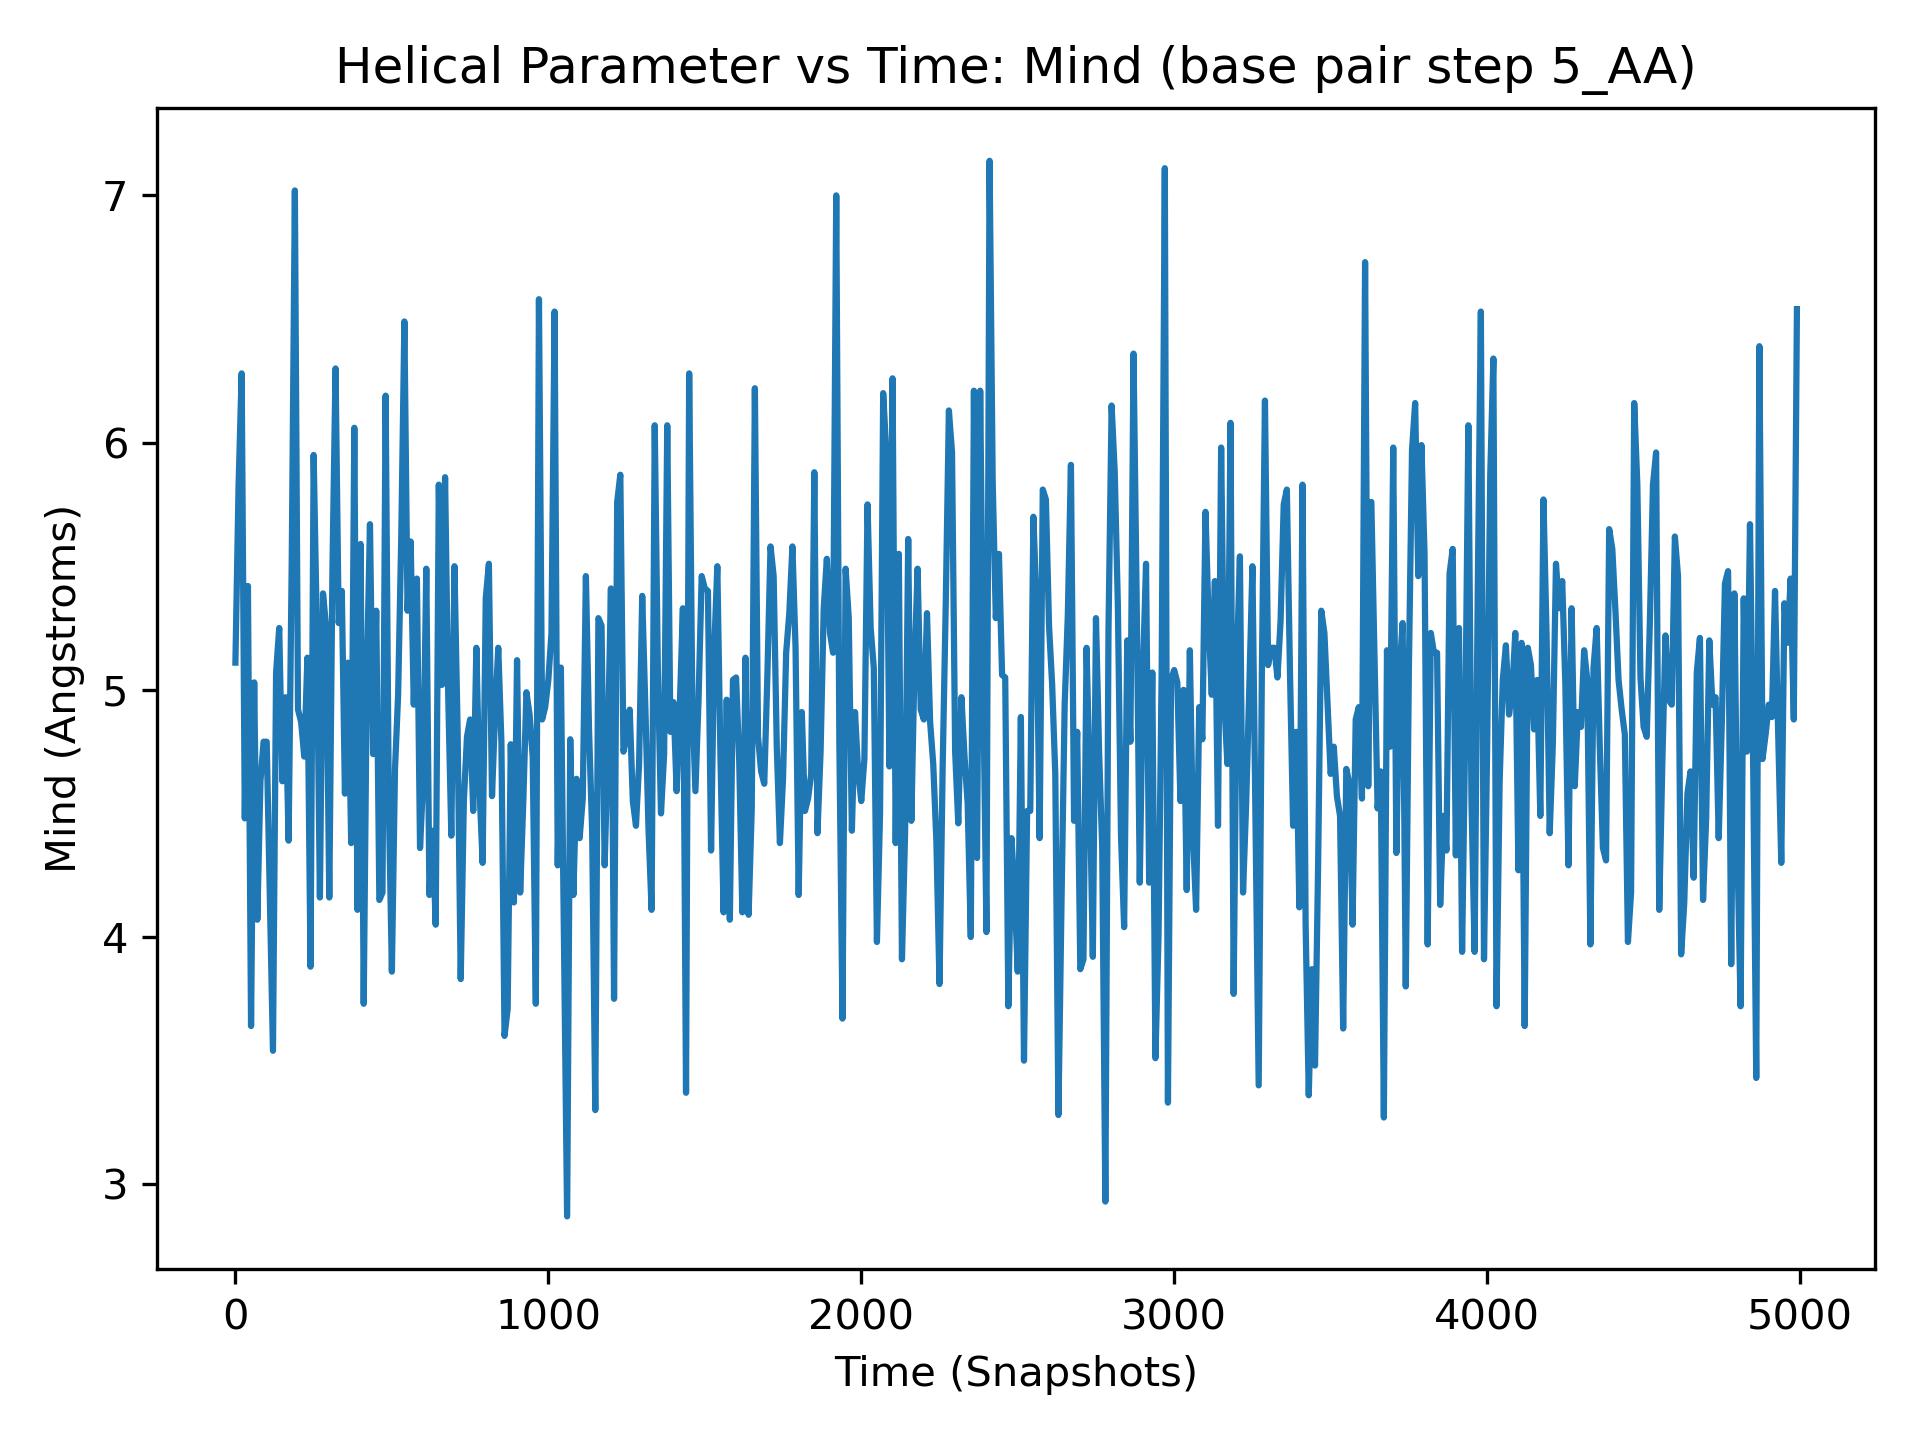 Helical Parameter vs Time: Mind (base pair step 5_AA)
7
6
5
4
3
Mind (Angstroms)
0 1000 2000 3000 4000 5000
Time (Snapshots)